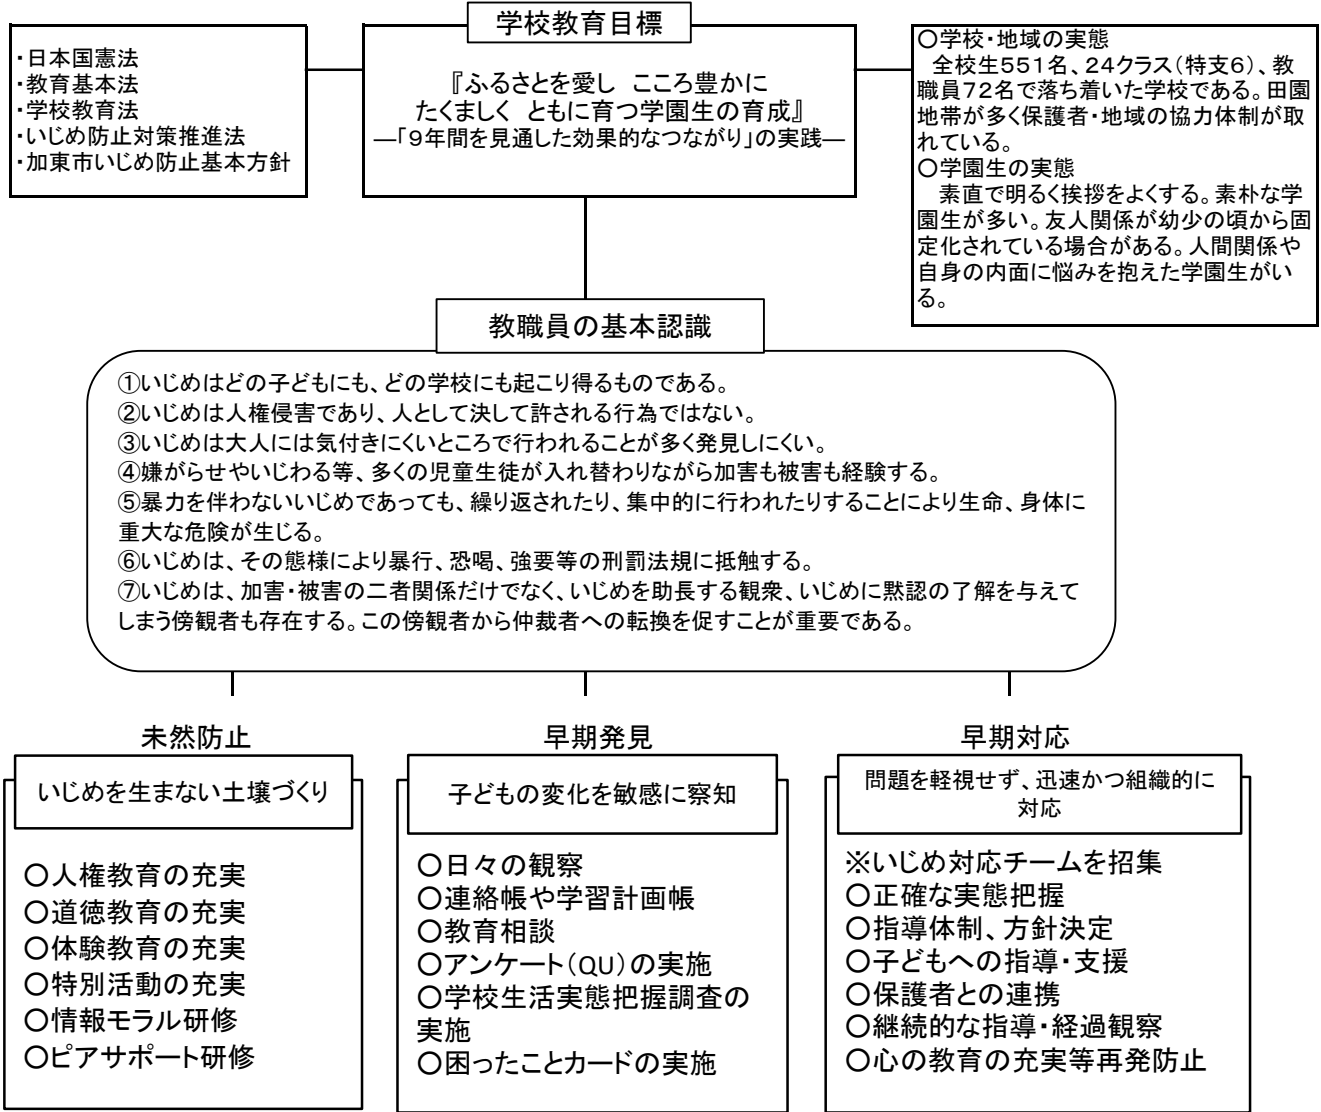 学校教育目標
・日本国憲法
・教育基本法
・学校教育法
・いじめ防止対策推進法
・加東市いじめ防止基本方針
『ふるさとを愛し　こころ豊かに
たくましく　ともに育つ学園生の育成』
―「９年間を見通した効果的なつながり」の実践―
〇学校・地域の実態
　全校生５５１名、２４クラス（特支６）、教
職員７２名で落ち着いた学校である。田園
地帯が多く保護者・地域の協力体制が取
れている。
〇学園生の実態
　素直で明るく挨拶をよくする。素朴な学
園生が多い。友人関係が幼少の頃から固
定化されている場合がある。人間関係や
自身の内面に悩みを抱えた学園生がい
る。
教職員の基本認識
①いじめはどの子どもにも、どの学校にも起こり得るものである。
②いじめは人権侵害であり、人として決して許される行為ではない。
③いじめは大人には気付きにくいところで行われることが多く発見しにくい。
④嫌がらせやいじわる等、多くの児童生徒が入れ替わりながら加害も被害も経験する。
⑤暴力を伴わないいじめであっても、繰り返されたり、集中的に行われたりすることにより生命、身体に
重大な危険が生じる。
⑥いじめは、その態様により暴行、恐喝、強要等の刑罰法規に抵触する。
⑦いじめは、加害・被害の二者関係だけでなく、いじめを助長する観衆、いじめに黙認の了解を与えて
しまう傍観者も存在する。この傍観者から仲裁者への転換を促すことが重要である。
未然防止
いじめを生まない土壌づくり
〇人権教育の充実
〇道徳教育の充実
〇体験教育の充実
〇特別活動の充実
〇情報モラル研修
〇ピアサポート研修
早期発見
子どもの変化を敏感に察知
〇日々の観察
〇連絡帳や学習計画帳
〇教育相談
〇アンケート（QU）の実施
〇学校生活実態把握調査の
実施
〇困ったことカードの実施
早期対応
問題を軽視せず、迅速かつ組織的に
対応
※いじめ対応チームを招集
〇正確な実態把握
〇指導体制、方針決定
〇子どもへの指導・支援
〇保護者との連携
〇継続的な指導・経過観察
〇心の教育の充実等再発防止